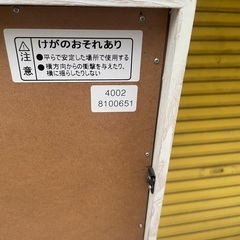 けがのおそれあり
⚠
注意
●平らで安定した場所で使用する
●横方向からの衝撃を与えたり、
横に揺らしたりしない
4002
8100651